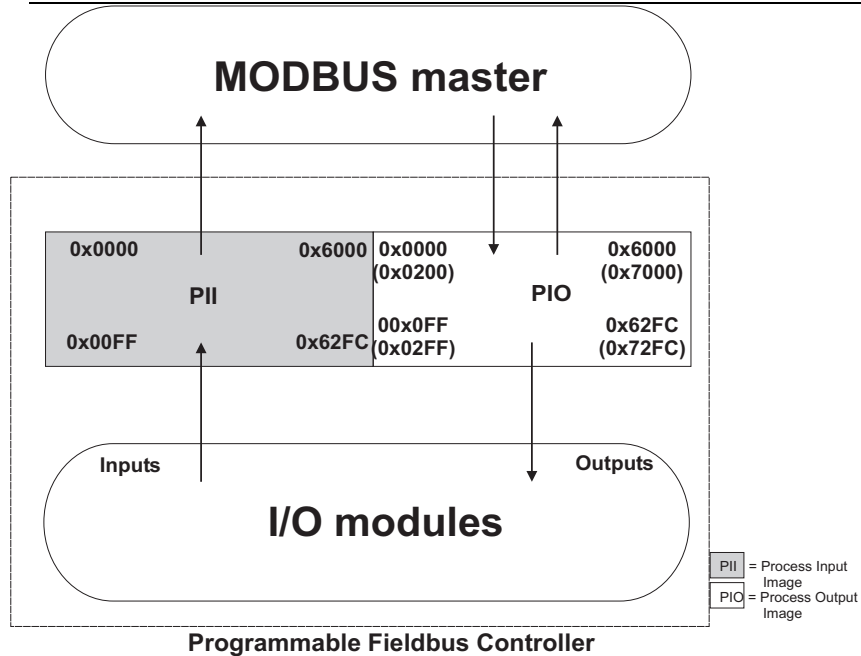 MODBUS master
0x0000
0x6000
0x0000
(0x0200)
0x6000
(0x7000)
PII
PIO
0x00FF
0x62FC
00x0FF
(0x02FF)
0x62FC
(0x72FC)
Inputs
Outputs
I/O modules
PII = Process Input
Image
PIO = Process Output
Image
Programmable Fieldbus Controller